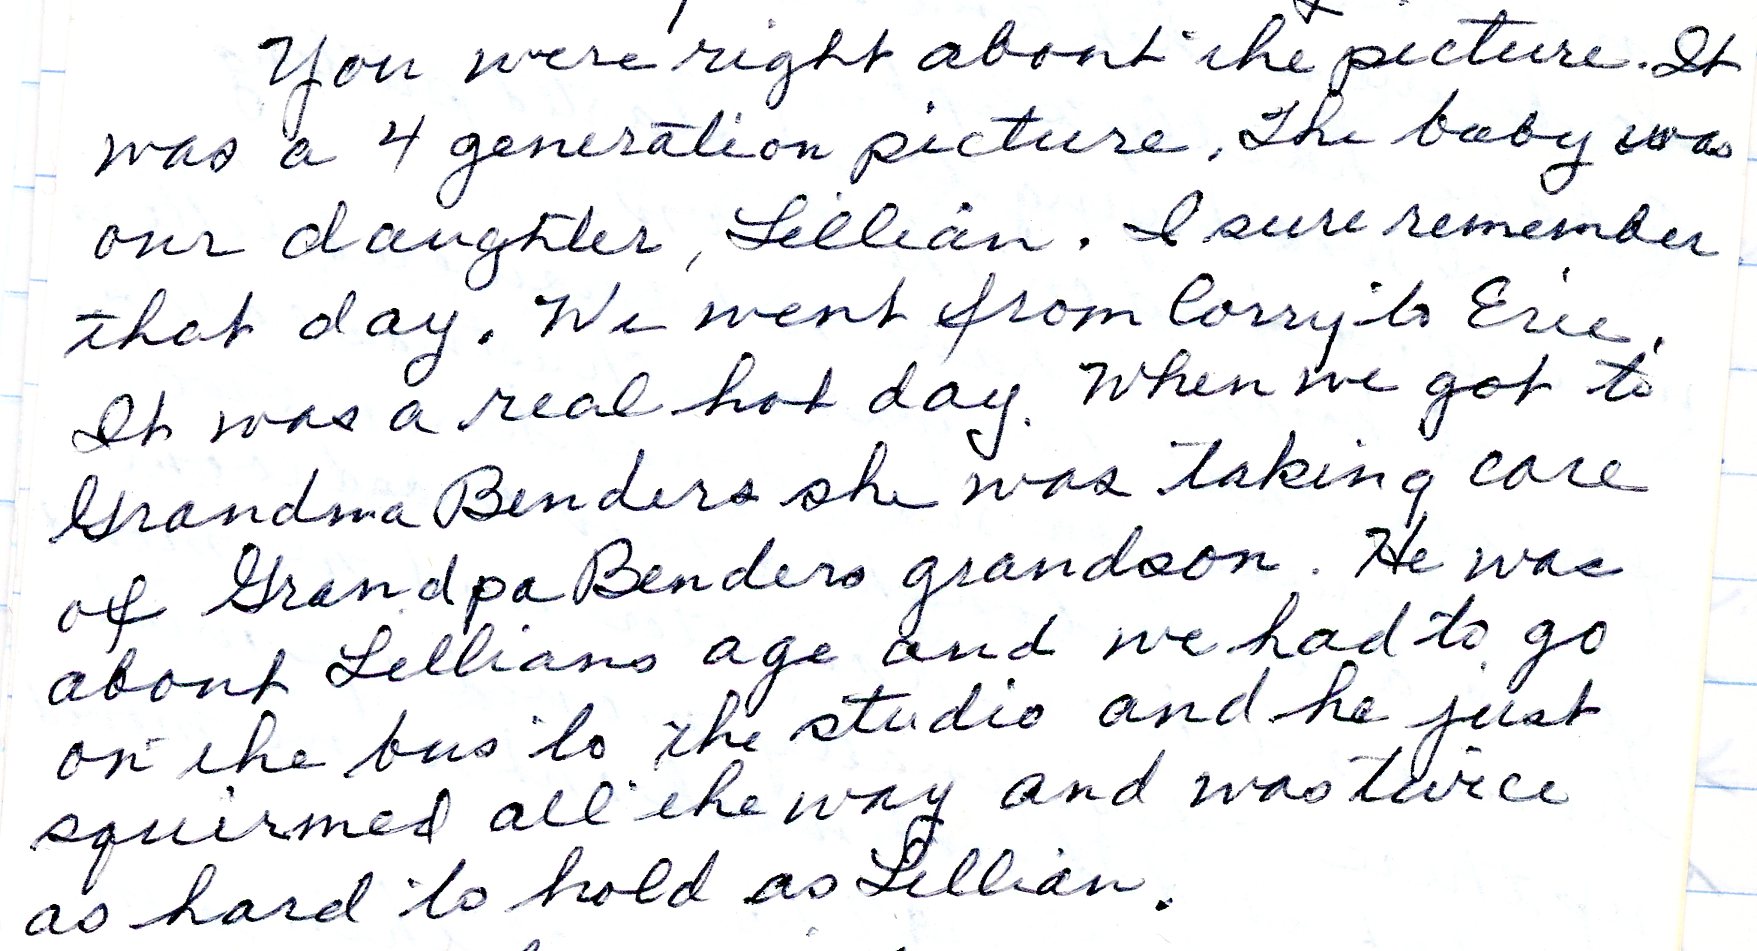 You were right about the picture. It
was a 4 generation picture. The baby was
our daughter, Lillian. I sure remember
that day. We went from Corry to Erie.
It was a real hot day. When we got to
Grandma Benders she was taking care
of Grandpa Benders grandson. He was
about Lillians age and we had to go
on the bus to the studio and he just
squirmed all the way and was twice
as hard to hold as Lillian.